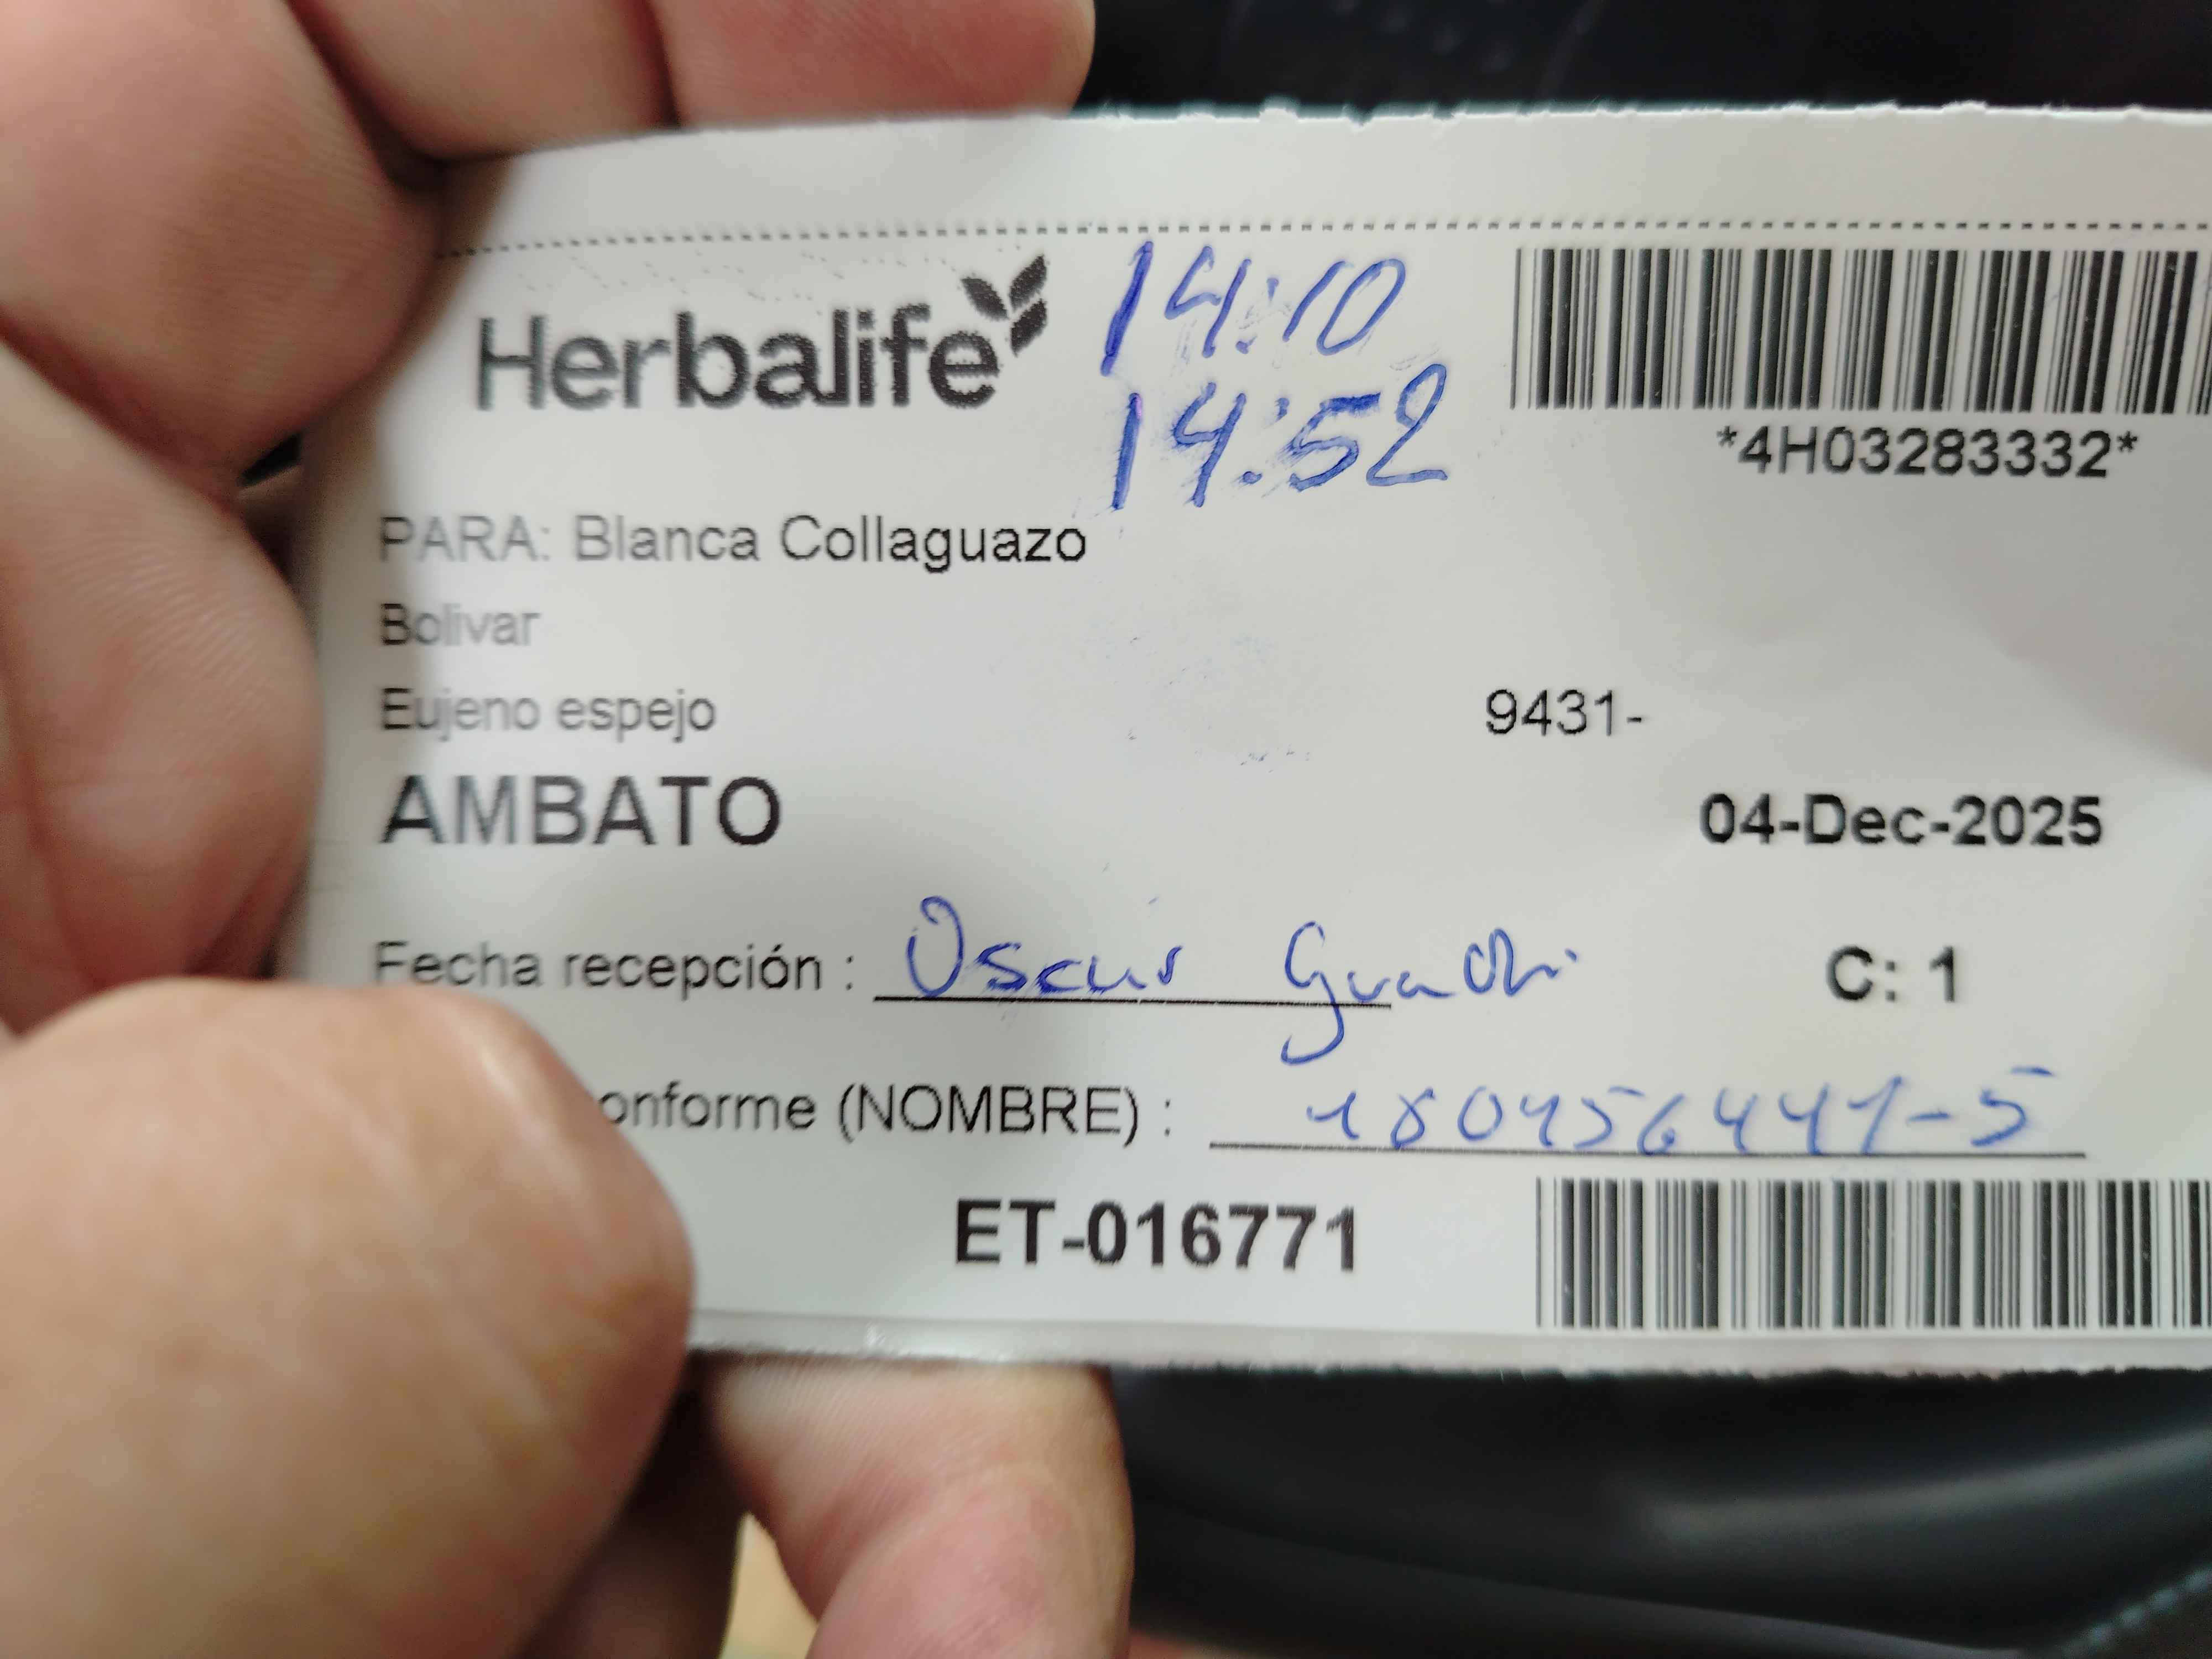 Herbalife
14:10
14:52
*4H03283332*
PARA: Blanca Collaguazo
Bolivar
Eujeno espejo 9431-
AMBATO
04-Dec-2025
Fecha recepción : Oscar
C: 1
onforme (NOMBRE) : 180456441-5
ET-016771